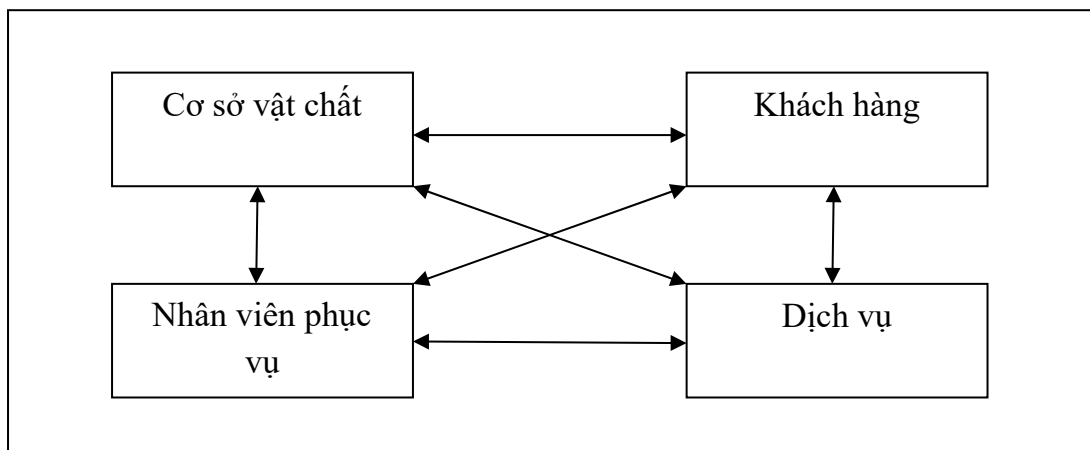 Cơ sở vật chất
Khách hàng
Nhân viên phục
vụ
Dịch vụ